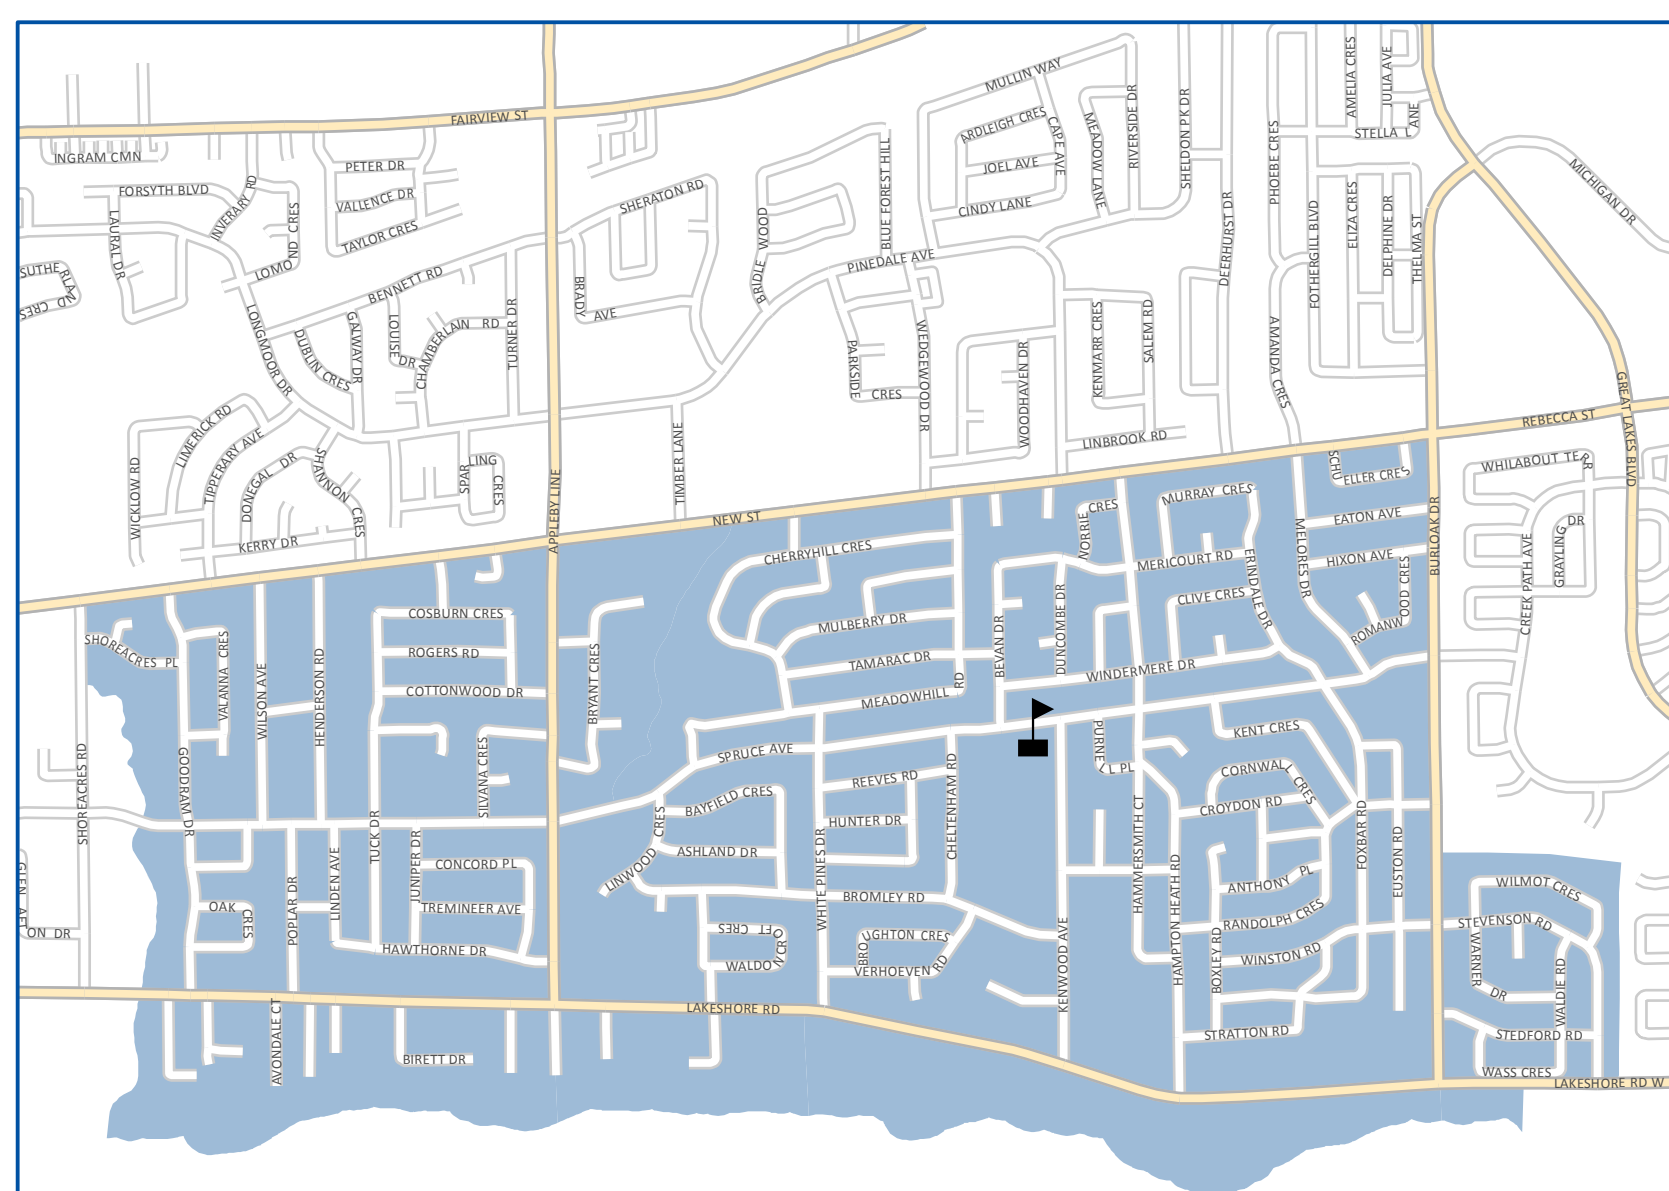 MULLIN WAY
AMELIA CRES
JULIA AVE
FAIRVIEW ST
ARDLEIGH CRES
CAPE AVE
MEADOW LANE
RIVERSIDE DR
SHELDON PK DR
PHOEBE CRES
STELLA LANE
INGRAM CMN
PETER DR
JOEL AVE
MICHIGAN DR
FORSYTH BLVD
INVERARY RD
VALLENCE DR
SHERATON RD
BLUE FOREST HILL
CINDY LANE
LAURAL DR
LOMOND CRES
TAYLOR CRES
BRIDLE WOOD
DEERHURST DR
FOTHERGILL BLVD
ELIZA CRES
DELPHINE DR
THELMA ST
SUTHERLAND CRES
BENNETT RD
PINEDALE AVE
BRADY AVE
LONGMOOR DR
DUBLIN CRES
GALWAY DR
LOUISE DR
CHAMBERLAIN RD
TURNER DR
PARKSIDE CRES
WEDGEWOOD DR
WOODHAVEN DR
KENMARR CRES
SALEM RD
AMANDA CRES
GREAT LAKES BLVD
LIMERICK RD
TIPPERARY AVE
DONEGAL DR
SHANNON CRES
WICKLOW RD
SPARLING CRES
APPLEBY LINE
TIMBER LANE
LINBROOK RD
REBECCA ST
KERRY DR
NEW ST
NORRIE CRES
MURRAY CRES
SCHUELLER CRES
WHILABOUT TERR
EATON AVE
BURLOAK DR
CREEK PATH AVE
GRAYLING DR
CHERRYHILL CRES
MERICOURT RD
ERINDALE DR
MELORES DR
HIXON AVE
CLIVE CRES
ROMANWOOD CRES
SHOREACRES PL
VALANNA CRES
WILSON AVE
HENDERSON RD
COSBURN CRES
ROGERS RD
COTTONWOOD DR
BRYANT CRES
MULBERRY DR
TAMARAC DR
MEADOWHILL RD
BEVAN DR
DUNCOMBE DR
WINDERMERE DR
SHOREACRES RD
GOODRAM DR
TUCK DR
SILVANA CRES
SPRUCE AVE
PURNELL PL
KENT CRES
REEVES RD
CORNWALL CRES
BAYFIELD CRES
CROYDON RD
LINWOOD CRES
ASHLAND DR
HUNTER DR
WHITE PINES DR
CHELTENHAM RD
HAMMERSMITH CT
HAMPTON HEATH RD
FOXBAR RD
EUSTON RD
CONCORD PL
JUNIPER DR
LINDEN AVE
POPLAR DR
OAK CRES
TREMINEER AVE
HAWTHORNE DR
BROMLEY RD
ANTHONY PL
RANDOLPH CRES
WINSTON RD
BOXLEY RD
WILMOT CRES
STEVENSON RD
WARNER DR
WALDIE RD
CROFT CRES
WALDON
BROUGHTON CRES
VERHOEVEN RD
KENWOOD AVE
LAKESHORE RD
STRATTON RD
STEDFORD RD
WASS CRES
AVONDALE CT
BIRETT DR
LAKESHORE RD W